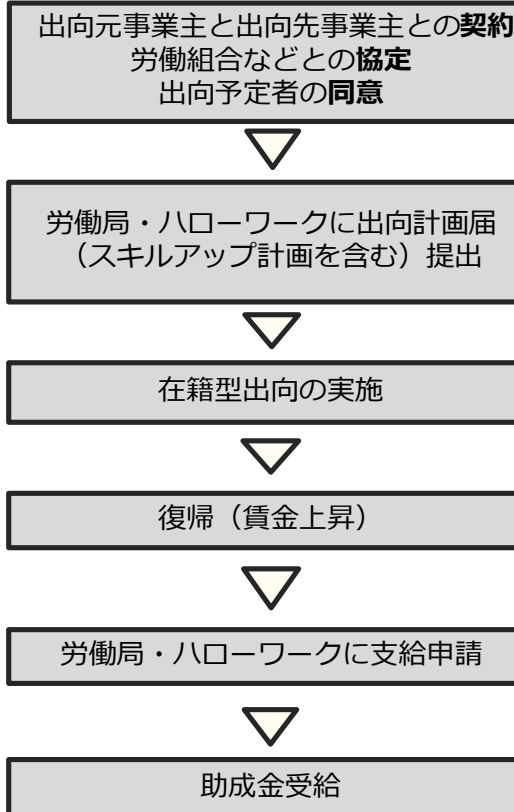 出向元事業主と出向先事業主との契約
労働組合などとの協定
出向予定者の同意
労働局・ハローワークに出向計画届
（スキルアップ計画を含む）提出
在籍型出向の実施
復帰（賃金上昇）
労働局・ハローワークに支給申請
助成金受給